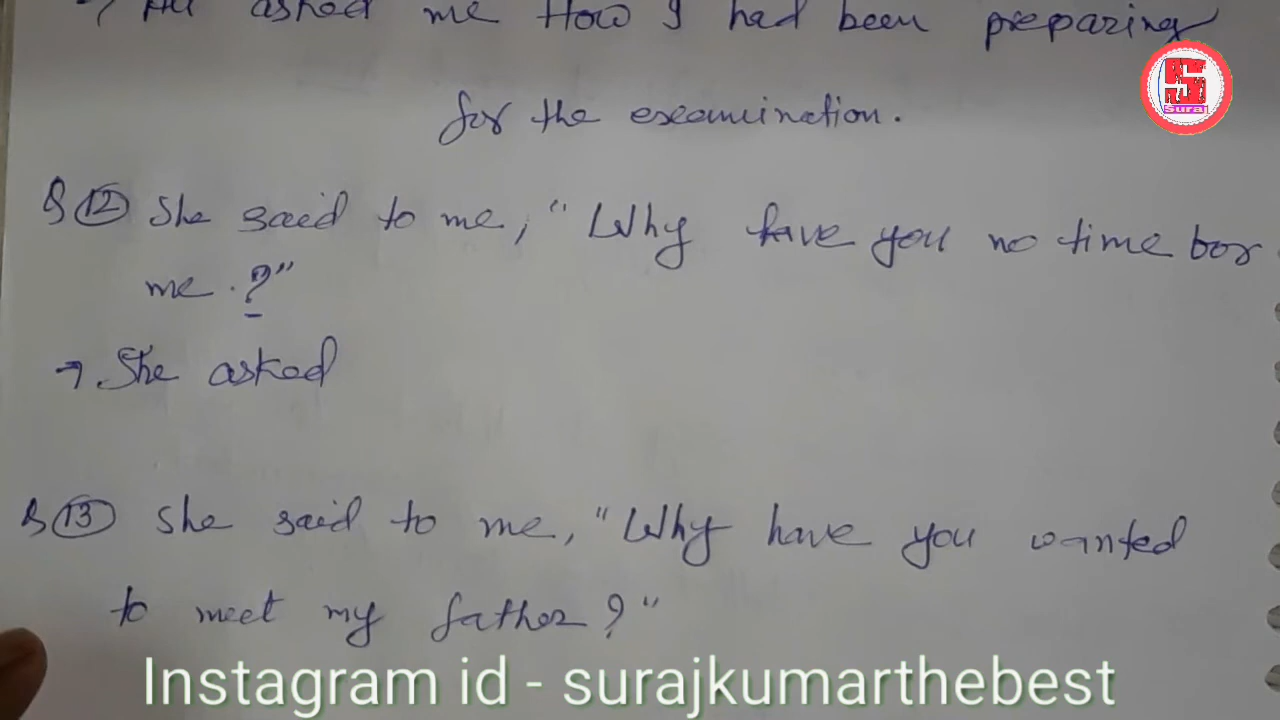 → He asked me How I had been preparing
for the examination.
Q 12 She said to me, "Why have you no time for
me.?"
→ She asked
Q 13 She said to me, "Why have you wanted
to meet my father?"
S
Suraj
Instagram id - surajkumarthebest